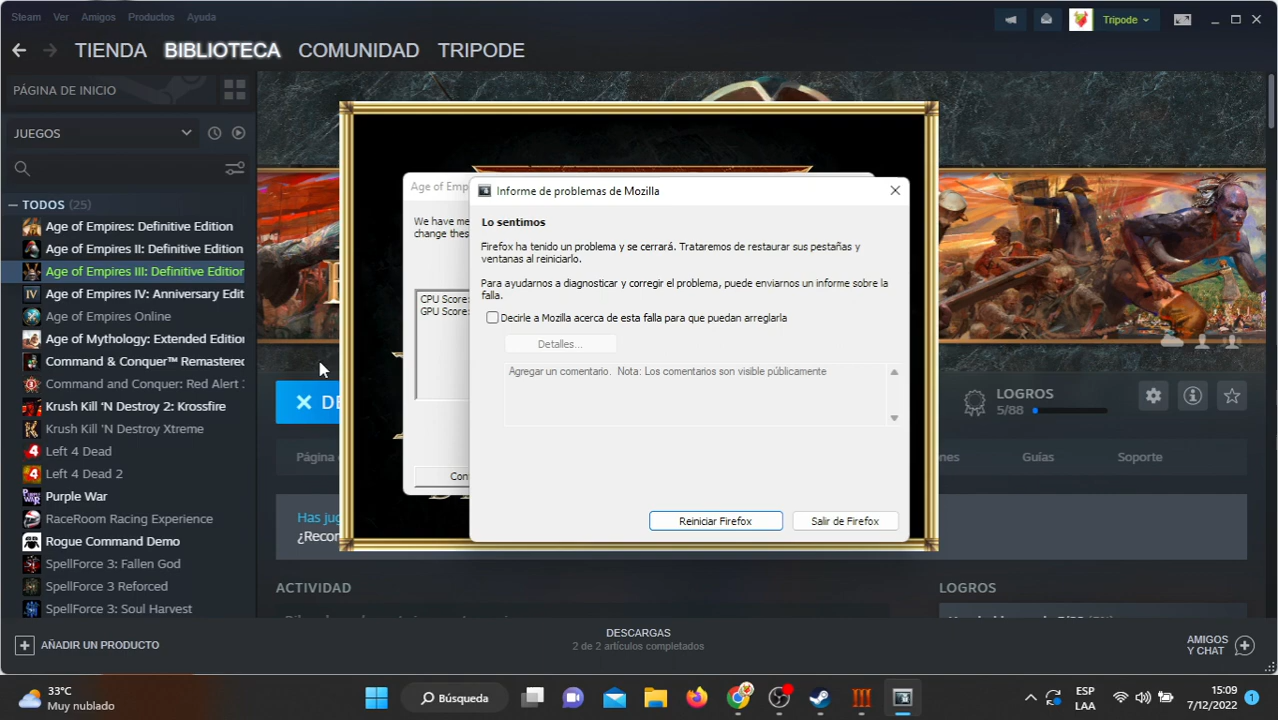 Steam Ver Amigos Productos Ayuda
Tripode
TIENDA BIBLIOTECA COMUNIDAD TRIPODE
PÁGINA DE INICIO
JUEGOS
TODOS (25)
Age of Empires: Definitive Edition
Age of Empires II: Definitive Edition
Age of Empires III: Definitive Edition
Age of Empires IV: Anniversary Edit
Age of Empires Online
Age of Mythology: Extended Edition
Command & Conquer™ Remastered
Command and Conquer: Red Alert 3
Krush Kill 'N Destroy 2: Krossfire
Krush Kill 'N Destroy Xtreme
Left 4 Dead
Left 4 Dead 2
Purple War
RaceRoom Racing Experience
Rogue Command Demo
SpellForce 3: Fallen God
SpellForce 3 Reforced
SpellForce 3: Soul Harvest
Age of Emp
We have me
change thes
CPU Score:
GPU Score:
Con
Informe de problemas de Mozilla
Lo sentimos
Firefox ha tenido un problema y se cerrará. Trataremos de restaurar sus pestañas y
ventanas al reiniciarlo.
Para ayudarnos a diagnosticar y corregir el problema, puede enviarnos un informe sobre la
falla.
Decirle a Mozilla acerca de esta falla para que puedan arreglarla
Detalles...
Agregar un comentario. Nota: Los comentarios son visible públicamente
Reiniciar Firefox Salir de Firefox
DE
LOGROS
5/88
Página nes Guías Soporte
Has jug
¿Recom
ACTIVIDAD
LOGROS
AÑADIR UN PRODUCTO
DESCARGAS
2 de 2 artículos completados
AMIGOS
Y CHAT
33°C
Muy nublado
Búsqueda
ESP
LAA
15:09
7/12/2022
1